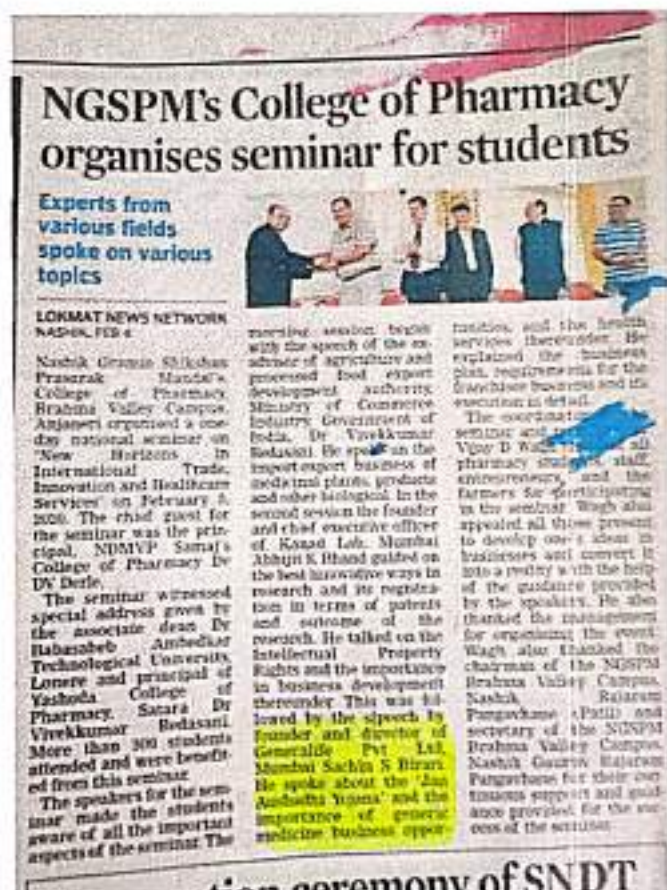 NGSPM's College of Pharmacy
organises seminar for students
Experts from
various fields
spoke on various
topics
LOKMAT NEWS NETWORK
NASHIK, FEB
Nashik Gramin Shikshan
Prasarak Mandal's,
College of Pharmacy,
Brahma Valley Campus,
Anjaneri organised a one-
day national seminar on
'New Horizons in
International Trade,
Innovation and Healthcare
Services' on February
2020. The chief guest for
the seminar was the prin-
cipal, NDMVP Samaj's
College of Pharmacy Dr
DV Derle.
The seminar witnessed
special address given by
the associate dean Dr
Babasaheb Ambedkar
Technological University,
Lonere and principal of
Yashoda College of
Pharmacy, Satara Dr
Vivekkumar Redasani.
More than 300 students
attended and were benefit-
ed from this seminar.
The speakers for the sem-
inar made the students
aware of all the important
aspects of the seminar. The
morning session began
with the speech of the ex-
adviser of agriculture and
processed food export
development authority,
Ministry of Commerce
Industry Government of
India, Dr Vivekkumar
Redasani. He spoke on the
import export business of
medicinal plants, products
and other biological. In the
second session the founder
and chief executive officer
of Kanad Lab, Mumbai
Abhijit S. Bhand guided on
the best innovative ways in
research and its registra-
tion in terms of patents
and outcome of the
research. He talked on the
Intellectual Property
Rights and the importance
in business development
thereunder. This was fol-
lowed by the speech by
founder and director of
Generalife Pvt Ltd,
Mumbai Sachin S Birari.
He spoke about the 'Jan
Aushadhi Yojana' and the
importance of generic
medicine business oppor-
tunities, and the health
services thereunder. He
explained the business
plan, requirements for the
franchisee business and its
execution in detail.
The coordinator
seminar and
Vijay D Wagh all
pharmacy students, staff,
entrepreneurs, and the
farmers for participating
in the seminar. Wagh also
appealed all those present
to develop one's ideas in
businesses and convert it
into a reality with the help
of the guidance provided
by the speakers. He also
thanked the management
for organising the event.
Wagh also thanked the
chairman of the NGSPM
Brahma Valley Campus,
Nashik Rajaram
Pangavhane (Patil) and
secretary of the NGSPM
Brahma Valley Campus,
Nashik Gaurav Rajaram
Pangavhane for their con-
tinuous support and guid-
ance provided for the suc-
cess of the seminar.
ceremony of SNDT